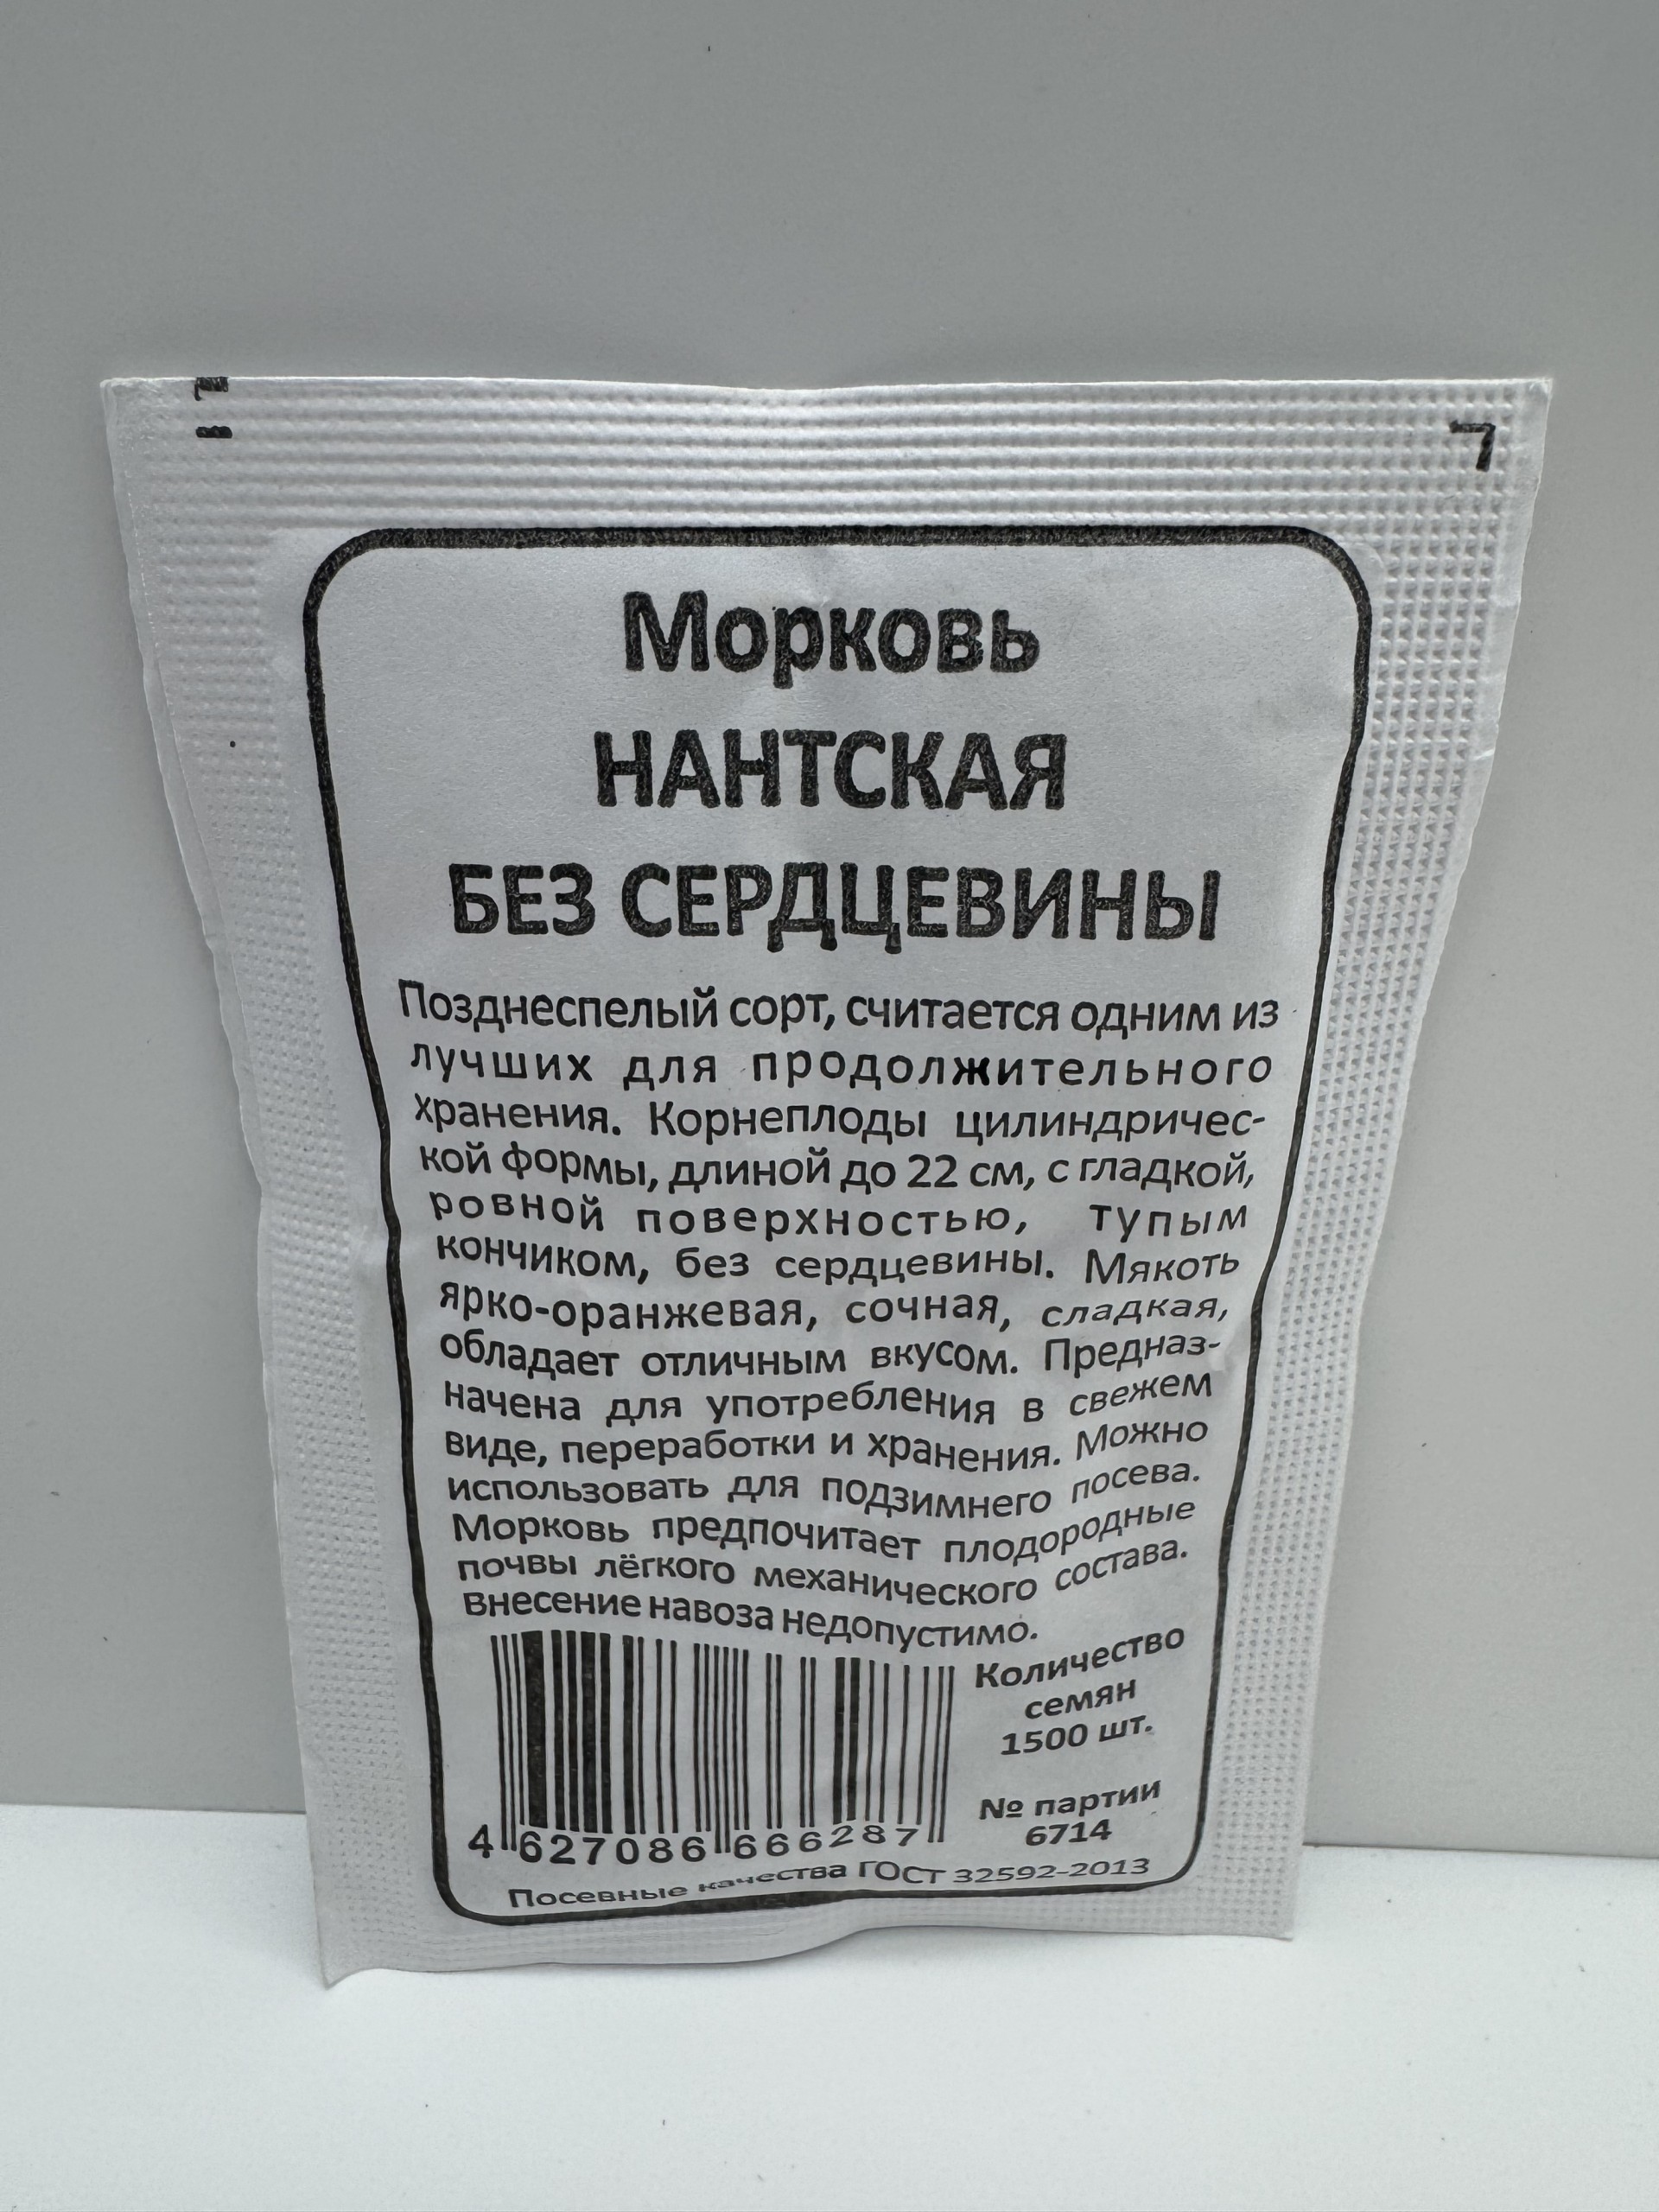 Морковь
НАНТСКАЯ
БЕЗ СЕРДЦЕВИНЫ
Позднеспелый сорт, считается одним из
лучших для продолжительного
хранения. Корнеплоды цилиндричес-
кой формы, длиной до 22 см, с гладкой,
ровной поверхностью, тупым
кончиком, без сердцевины. Мякоть
ярко-оранжевая, сочная, сладкая,
обладает отличным вкусом. Предназ-
начена для употребления в свежем
виде, переработки и хранения. Можно
использовать для подзимнего посева.
Морковь предпочитает плодородные
почвы лёгкого механического состава.
внесение навоза недопустимо.
Количество
семян
1500 шт.
№ партии
6714
4 627086 666287
Посевные качества ГОСТ 32592-2013